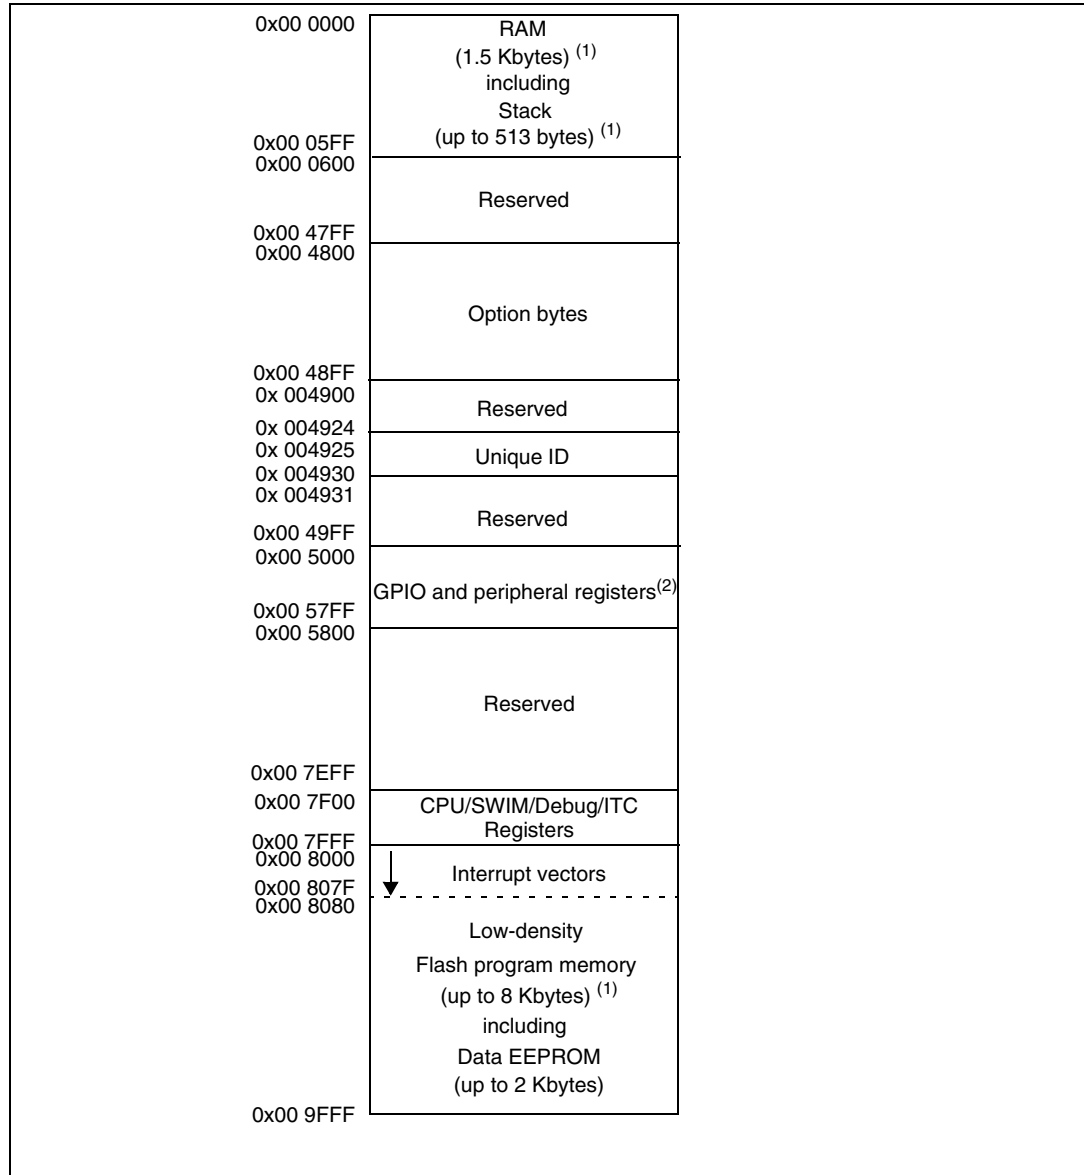 0x00 0000
RAM
(1.5 Kbytes) (1)
including
Stack
(up to 513 bytes) (1)
0x00 05FF
0x00 0600
Reserved
0x00 47FF
0x00 4800
Option bytes
0x00 48FF
0x 004900
Reserved
0x 004924
0x 004925
Unique ID
0x 004930
0x 004931
Reserved
0x00 49FF
0x00 5000
GPIO and peripheral registers(2)
0x00 57FF
0x00 5800
Reserved
0x00 7EFF
0x00 7F00
CPU/SWIM/Debug/ITC
Registers
0x00 7FFF
0x00 8000
Interrupt vectors
0x00 807F
0x00 8080
Low-density
Flash program memory
(up to 8 Kbytes) (1)
including
Data EEPROM
(up to 2 Kbytes)
0x00 9FFF